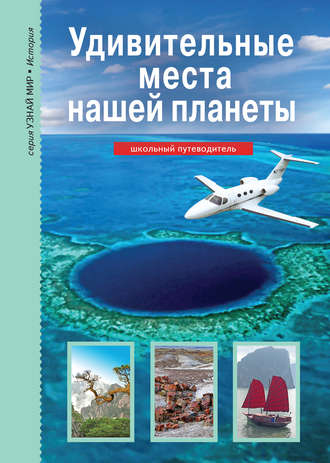 серия УЗНАЙ МИР • История
Удивительные
места
нашей планеты
школьный путеводитель